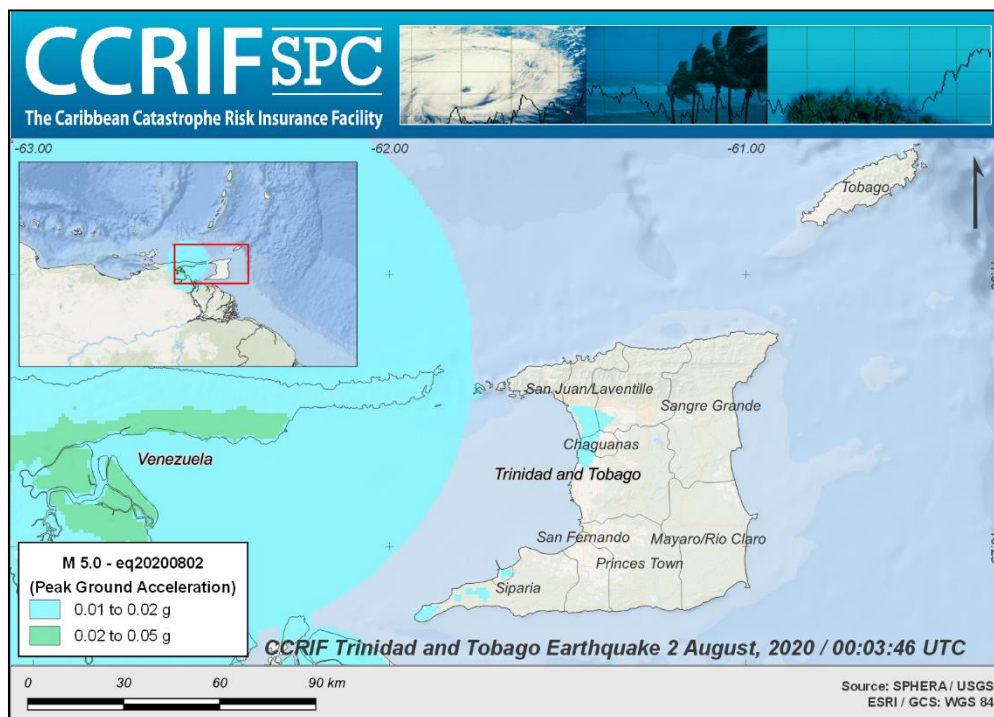 CCRIF SPC
The Caribbean Catastrophe Risk Insurance Facility
-63.00
-62.00
-61.00
Tobago
San Juan/Laventille
Sangre Grande
Chaguanas
Venezuela
Trinidad and Tobago
San Fernando
Mayaro/Rio Claro
Princes Town
Siparia
M 5.0 - eq20200802
(Peak Ground Acceleration)
0.01 to 0.02 g
0.02 to 0.05 g
CCRIF Trinidad and Tobago Earthquake 2 August, 2020 / 00:03:46 UTC
0 30 60 90 km
Source: SPHERA / USGS
ESRI / GCS: WGS 84